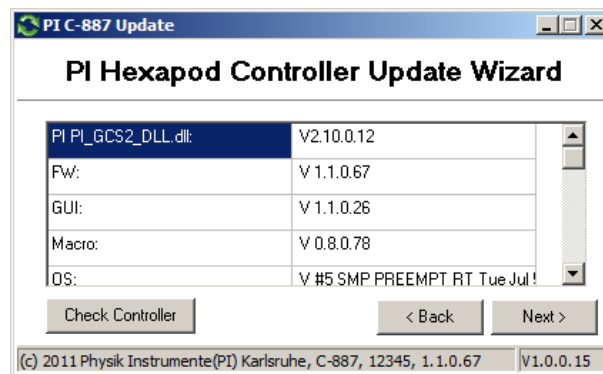 PI C-887 Update
PI Hexapod Controller Update Wizard
PI PI_GCS2_DLL.dll: V2.10.0.12
FW: V 1.1.0.67
GUI: V 1.1.0.26
Macro: V 0.8.0.78
OS: V #5 SMP PREEMPT RT Tue Jul
Check Controller < Back Next >
(c) 2011 Physik Instrumente(PI) Karlsruhe, C-887, 12345, 1.1.0.67 V1.0.0.15